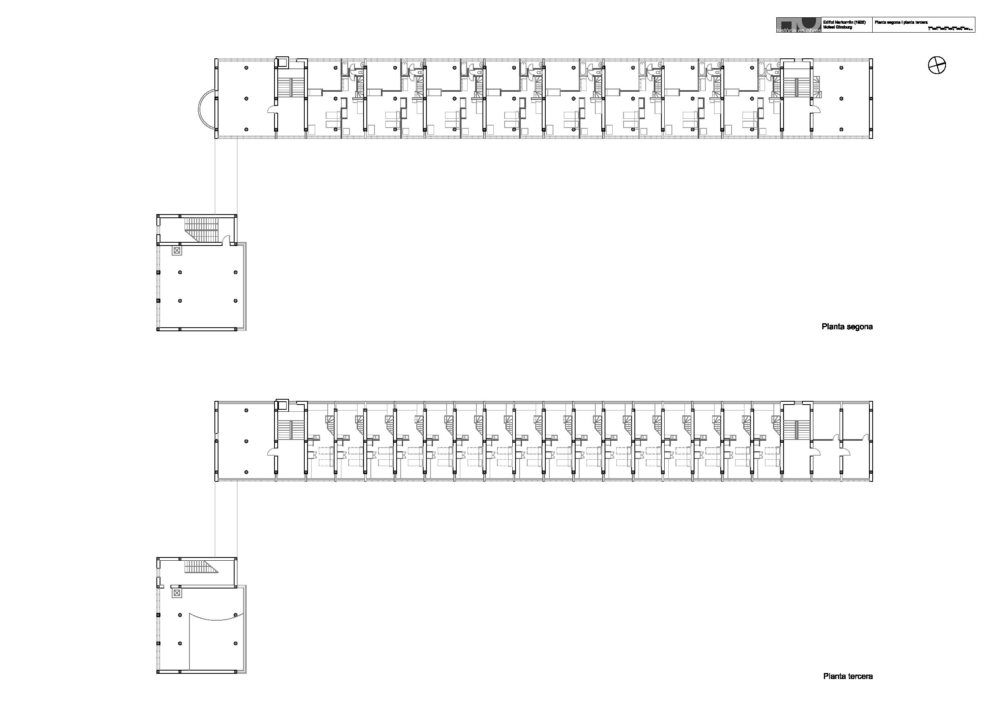 història en obres
Edifici Narkomfin (1928)
Moisei Ginzburg
Planta segona i planta tercera
Planta segona
Planta tercera